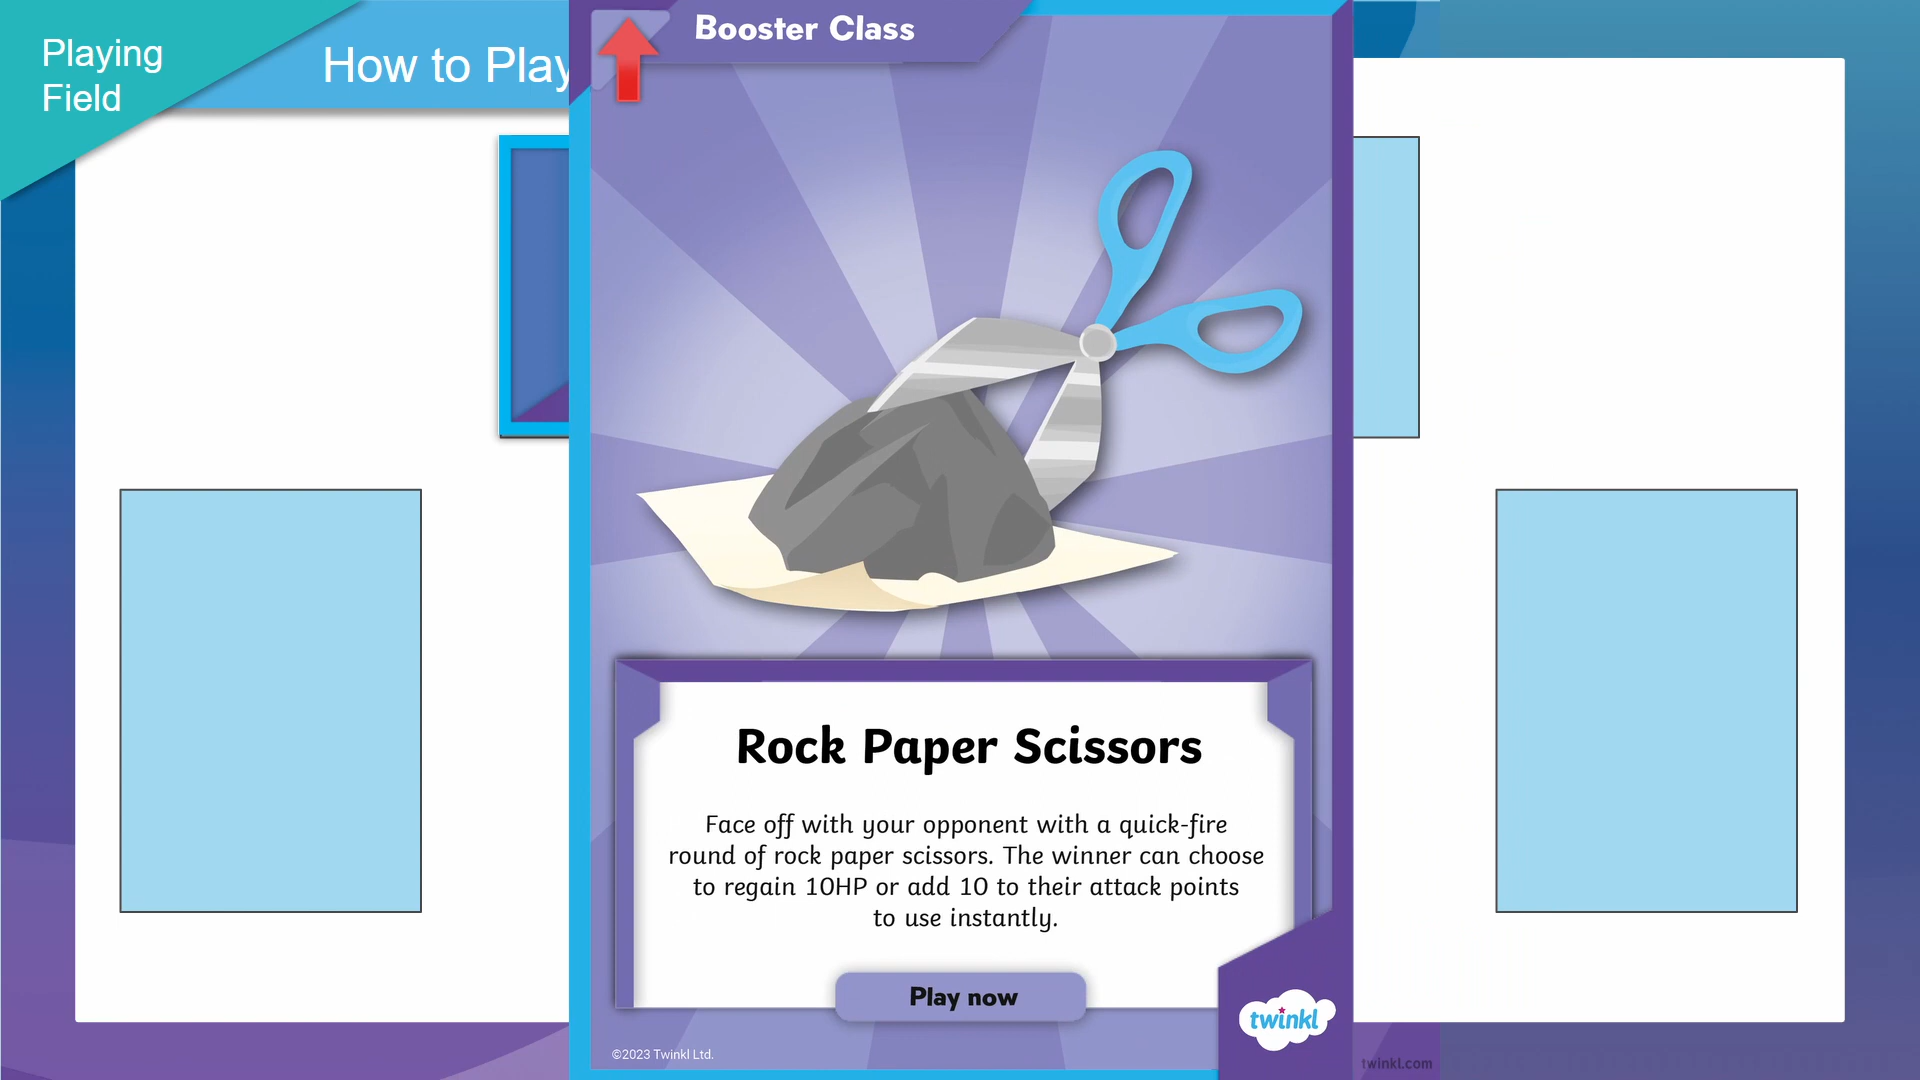 Playing
Field
How to Play
Booster Class
Rock Paper Scissors
Face off with your opponent with a quick-fire
round of rock paper scissors. The winner can choose
to regain 10HP or add 10 to their attack points
to use instantly.
Play now
twinkl
©2023 Twinkl Ltd.
twinkl.com